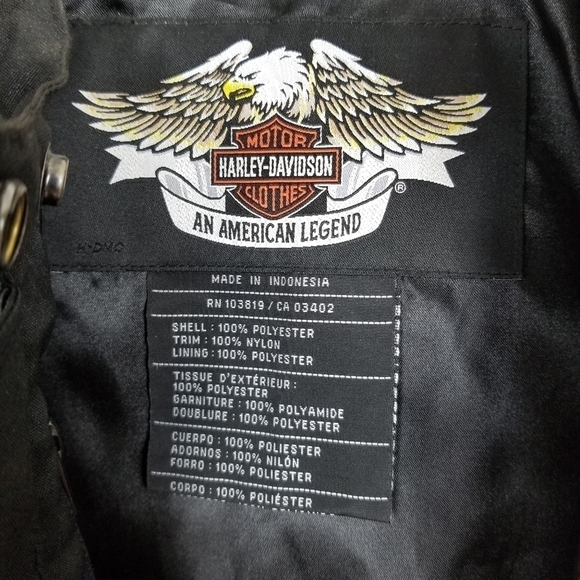 MOTOR
HARLEY-DAVIDSON
CLOTHES
®
AN AMERICAN LEGEND
H-DMC
MADE IN INDONESIA
RN 103819 / CA 03402
SHELL : 100% POLYESTER
TRIM : 100% NYLON
LINING : 100% POLYESTER
TISSUE D'EXTÉRIEUR :
100% POLYESTER
GARNITURE : 100% POLYAMIDE
DOUBLURE : 100% POLYESTER
CUERPO : 100% POLIESTER
ADORNOS : 100% NILÓN
FORRO : 100% POLIESTER
CORPO : 100% POLIÉSTER